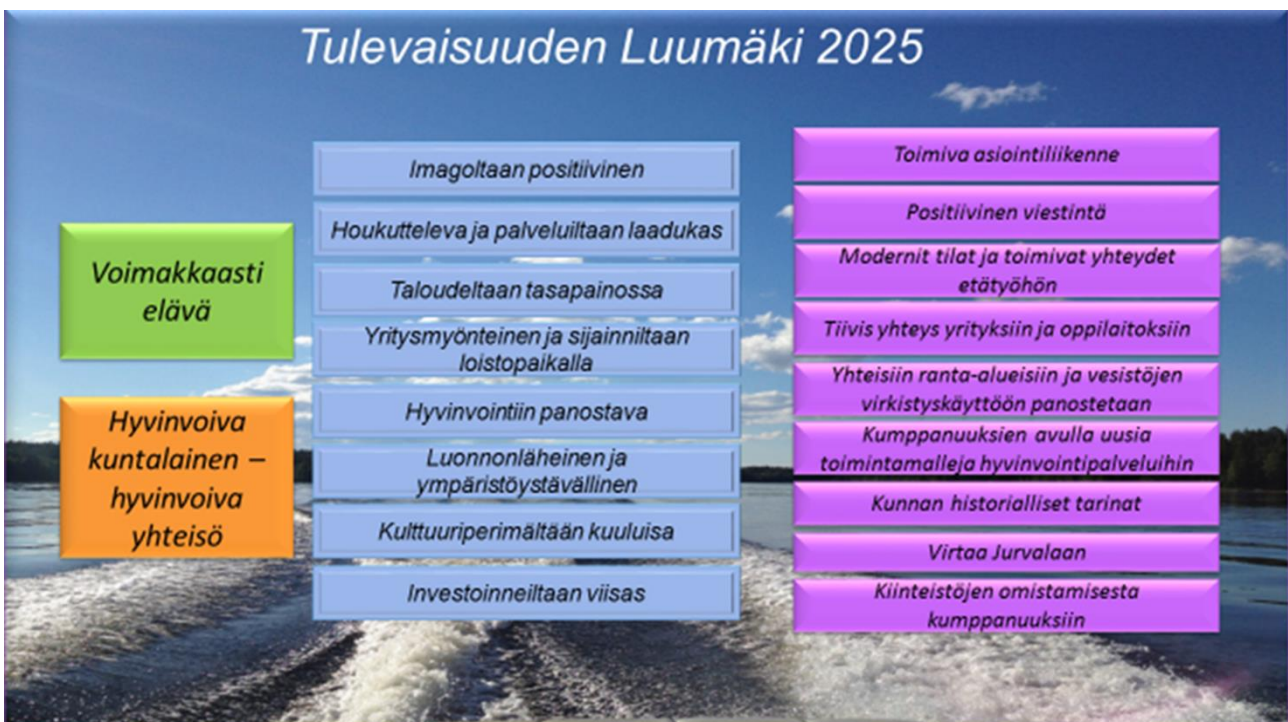 Tulevaisuuden Luumäki 2025
Voimakkaasti
elävä
Hyvinvoiva
kuntalainen –
hyvinvoiva
yhteisö
Imagoltaan positiivinen
Houkutteleva ja palveluiltaan laadukas
Taloudeltaan tasapainossa
Yritysmyönteinen ja sijainniltaan
loistopaikalla
Hyvinvointiin panostava
Luonnonläheinen ja
ympäristöystävällinen
Kulttuuriperimältään kuuluisa
Investoinneiltaan viisas
Toimiva asiointiliikenne
Positiivinen viestintä
Modernit tilat ja toimivat yhteydet
etätyöhön
Tiivis yhteys yrityksiin ja oppilaitoksiin
Yhteisiin ranta-alueisiin ja vesistöjen
virkistyskäyttöön panostetaan
Kumppanuuksien avulla uusia
toimintamalleja hyvinvointipalveluihin
Kunnan historialliset tarinat
Virtaa Jurvalaan
Kiinteistöjen omistamisesta
kumppanuuksiin